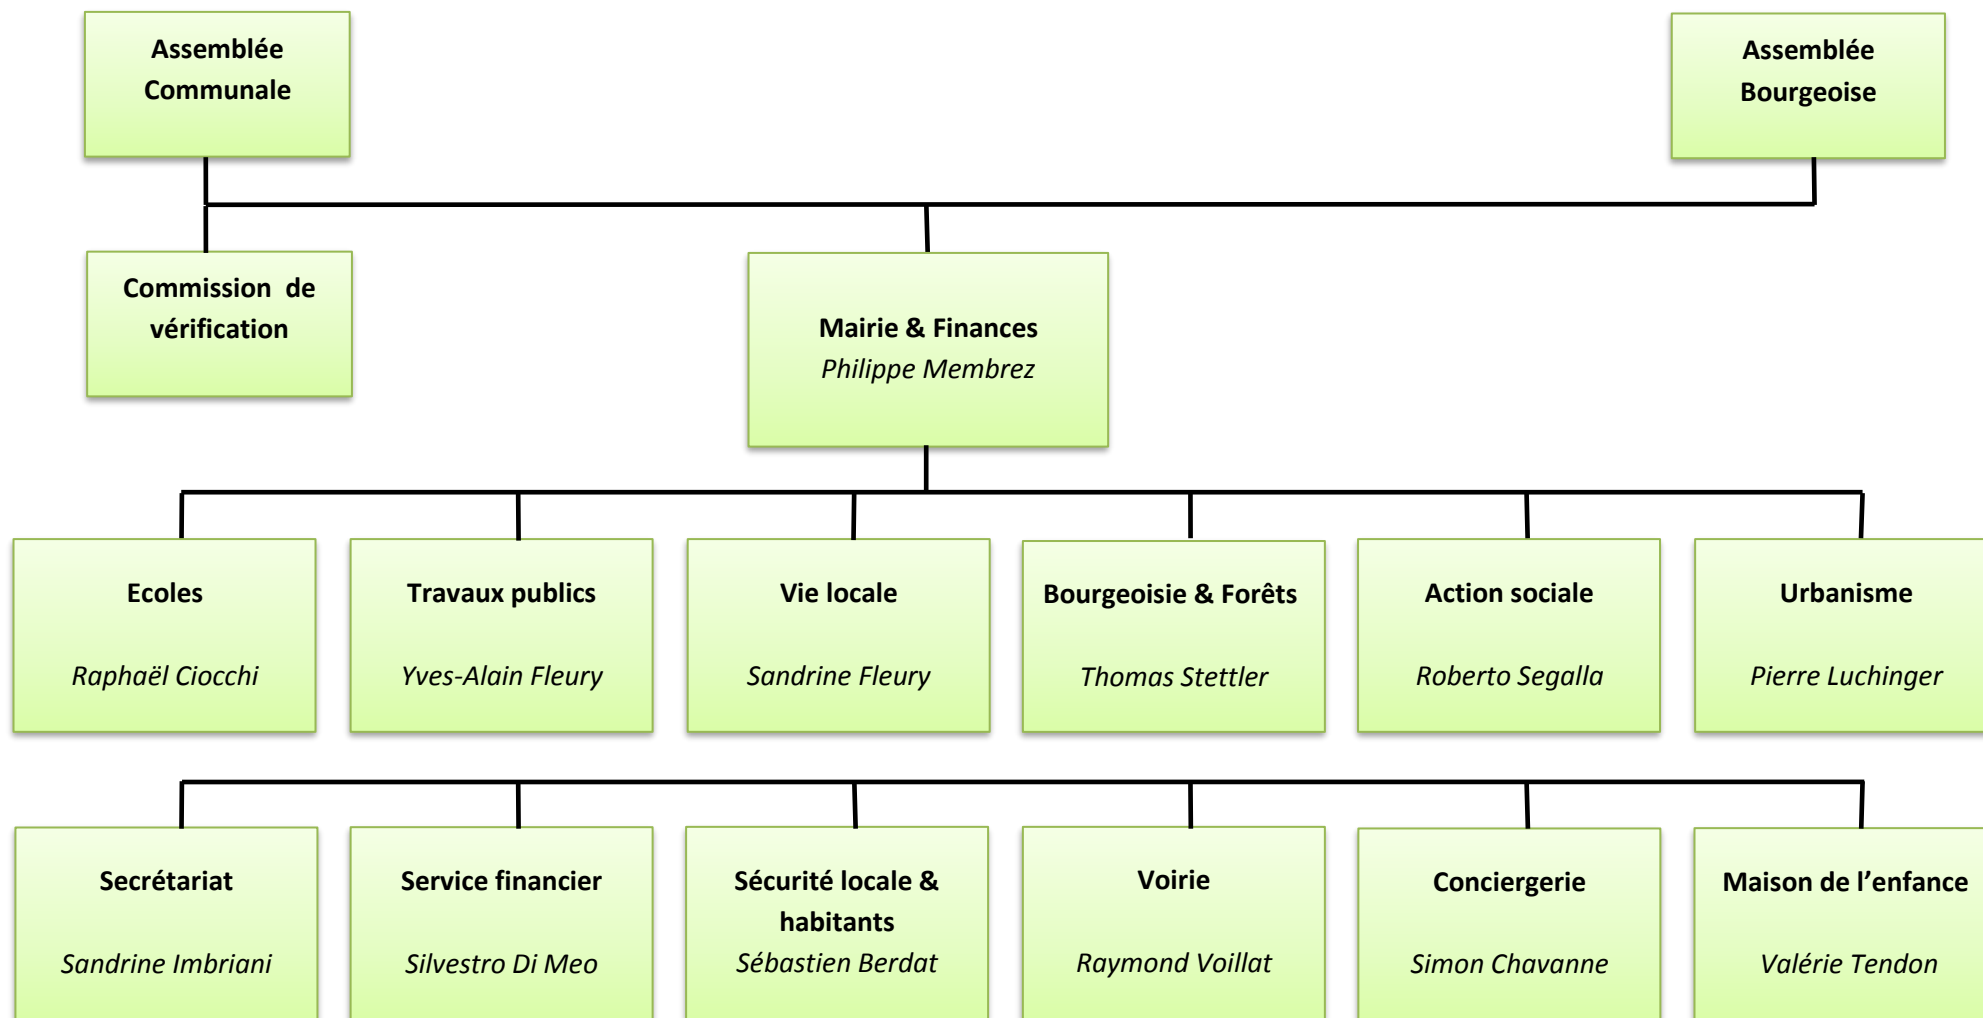 Assemblée
Communale
Assemblée
Bourgeoise
Commission de
vérification
Mairie & Finances
Philippe Membrez
Ecoles
Raphaël Ciocchi
Travaux publics
Yves-Alain Fleury
Vie locale
Sandrine Fleury
Bourgeoisie & Forêts
Thomas Stettler
Action sociale
Roberto Segalla
Urbanisme
Pierre Luchinger
Secrétariat
Sandrine Imbriani
Service financier
Silvestro Di Meo
Sécurité locale &
habitants
Sébastien Berdat
Voirie
Raymond Voillat
Conciergerie
Simon Chavanne
Maison de l’enfance
Valérie Tendon